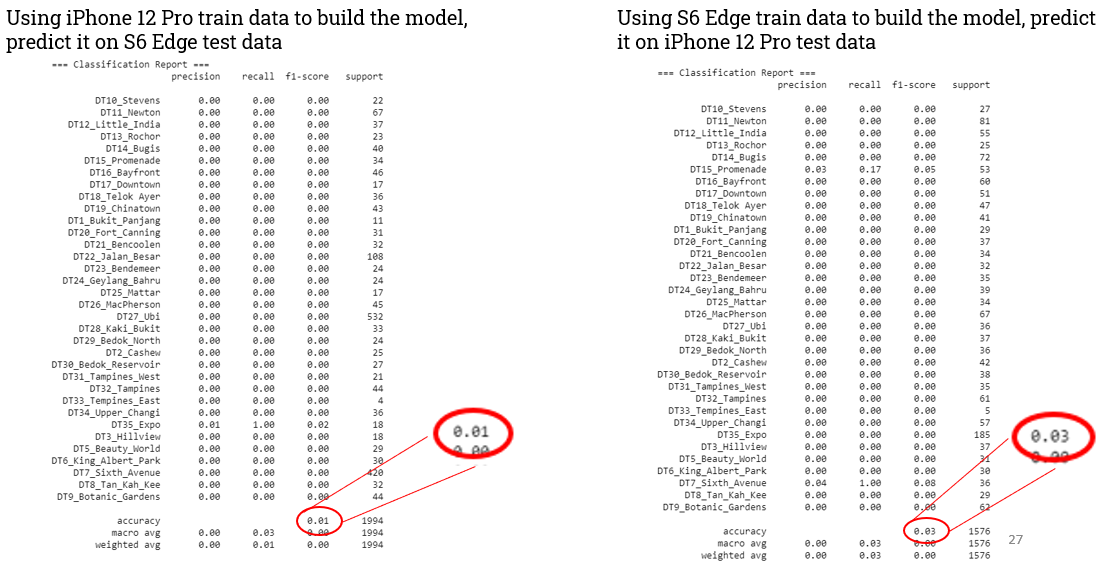 Using iPhone 12 Pro train data to build the model,
predict it on S6 Edge test data
=== Classification Report ===
precision recall f1-score support
DT10_Stevens 0.00 0.00 0.00 22
DT11_Newton 0.00 0.00 0.00 67
DT12_Little_India 0.00 0.00 0.00 37
DT13_Rochor 0.00 0.00 0.00 23
DT14_Bugis 0.00 0.00 0.00 40
DT15_Promenade 0.00 0.00 0.00 34
DT16_Bayfront 0.00 0.00 0.00 46
DT17_Downtown 0.00 0.00 0.00 17
DT18_Telok Ayer 0.00 0.00 0.00 36
DT19_Chinatown 0.00 0.00 0.00 43
DT1_Bukit_Panjang 0.00 0.00 0.00 11
DT20_Fort_Canning 0.00 0.00 0.00 31
DT21_Bencoolen 0.00 0.00 0.00 32
DT22_Jalan_Besar 0.00 0.00 0.00 108
DT23_Bendemeer 0.00 0.00 0.00 24
DT24_Geylang_Bahru 0.00 0.00 0.00 24
DT25_Mattar 0.00 0.00 0.00 17
DT26_MacPherson 0.00 0.00 0.00 45
DT27_Ubi 0.00 0.00 0.00 532
DT28_Kaki_Bukit 0.00 0.00 0.00 33
DT29_Bedok_North 0.00 0.00 0.00 24
DT2_Cashew 0.00 0.00 0.00 25
DT30_Bedok_Reservoir 0.00 0.00 0.00 27
DT31_Tampines_West 0.00 0.00 0.00 21
DT32_Tampines 0.00 0.00 0.00 44
DT33_Tempines_East 0.00 0.00 0.00 4
DT34_Upper_Changi 0.00 0.00 0.00 36
DT35_Expo 0.01 1.00 0.02 18
DT3_Hillview 0.00 0.00 0.00 18
DT5_Beauty_World 0.00 0.00 0.00 29
DT6_King_Albert_Park 0.00 0.00 0.00 30
DT7_Sixth_Avenue 0.00 0.00 0.00 420
DT8_Tan_Kah_Kee 0.00 0.00 0.00 32
DT9_Botanic_Gardens 0.00 0.00 0.00 44
accuracy 0.01 1994
macro avg 0.00 0.03 0.00 1994
weighted avg 0.00 0.01 0.00 1994
0.01
0.00
Using S6 Edge train data to build the model, predict
it on iPhone 12 Pro test data
=== Classification Report ===
precision recall f1-score support
DT10_Stevens 0.00 0.00 0.00 27
DT11_Newton 0.00 0.00 0.00 81
DT12_Little_India 0.00 0.00 0.00 55
DT13_Rochor 0.00 0.00 0.00 25
DT14_Bugis 0.00 0.00 0.00 72
DT15_Promenade 0.03 0.17 0.05 53
DT16_Bayfront 0.00 0.00 0.00 60
DT17_Downtown 0.00 0.00 0.00 51
DT18_Telok Ayer 0.00 0.00 0.00 47
DT19_Chinatown 0.00 0.00 0.00 41
DT1_Bukit_Panjang 0.00 0.00 0.00 29
DT20_Fort_Canning 0.00 0.00 0.00 37
DT21_Bencoolen 0.00 0.00 0.00 34
DT22_Jalan_Besar 0.00 0.00 0.00 32
DT23_Bendemeer 0.00 0.00 0.00 35
DT24_Geylang_Bahru 0.00 0.00 0.00 39
DT25_Mattar 0.00 0.00 0.00 34
DT26_MacPherson 0.00 0.00 0.00 67
DT27_Ubi 0.00 0.00 0.00 36
DT28_Kaki_Bukit 0.00 0.00 0.00 37
DT29_Bedok_North 0.00 0.00 0.00 36
DT2_Cashew 0.00 0.00 0.00 42
DT30_Bedok_Reservoir 0.00 0.00 0.00 38
DT31_Tampines_West 0.00 0.00 0.00 35
DT32_Tampines 0.00 0.00 0.00 61
DT33_Tempines_East 0.00 0.00 0.00 5
DT34_Upper_Changi 0.00 0.00 0.00 57
DT35_Expo 0.00 0.00 0.00 185
DT3_Hillview 0.00 0.00 0.00 37
DT5_Beauty_World 0.00 0.00 0.00 31
DT6_King_Albert_Park 0.00 0.00 0.00 30
DT7_Sixth_Avenue 0.04 1.00 0.08 36
DT8_Tan_Kah_Kee 0.00 0.00 0.00 29
DT9_Botanic_Gardens 0.00 0.00 0.00 62
accuracy 0.03 1576
macro avg 0.00 0.03 0.00 1576
weighted avg 0.00 0.03 0.00 1576
0.03
0.00
27